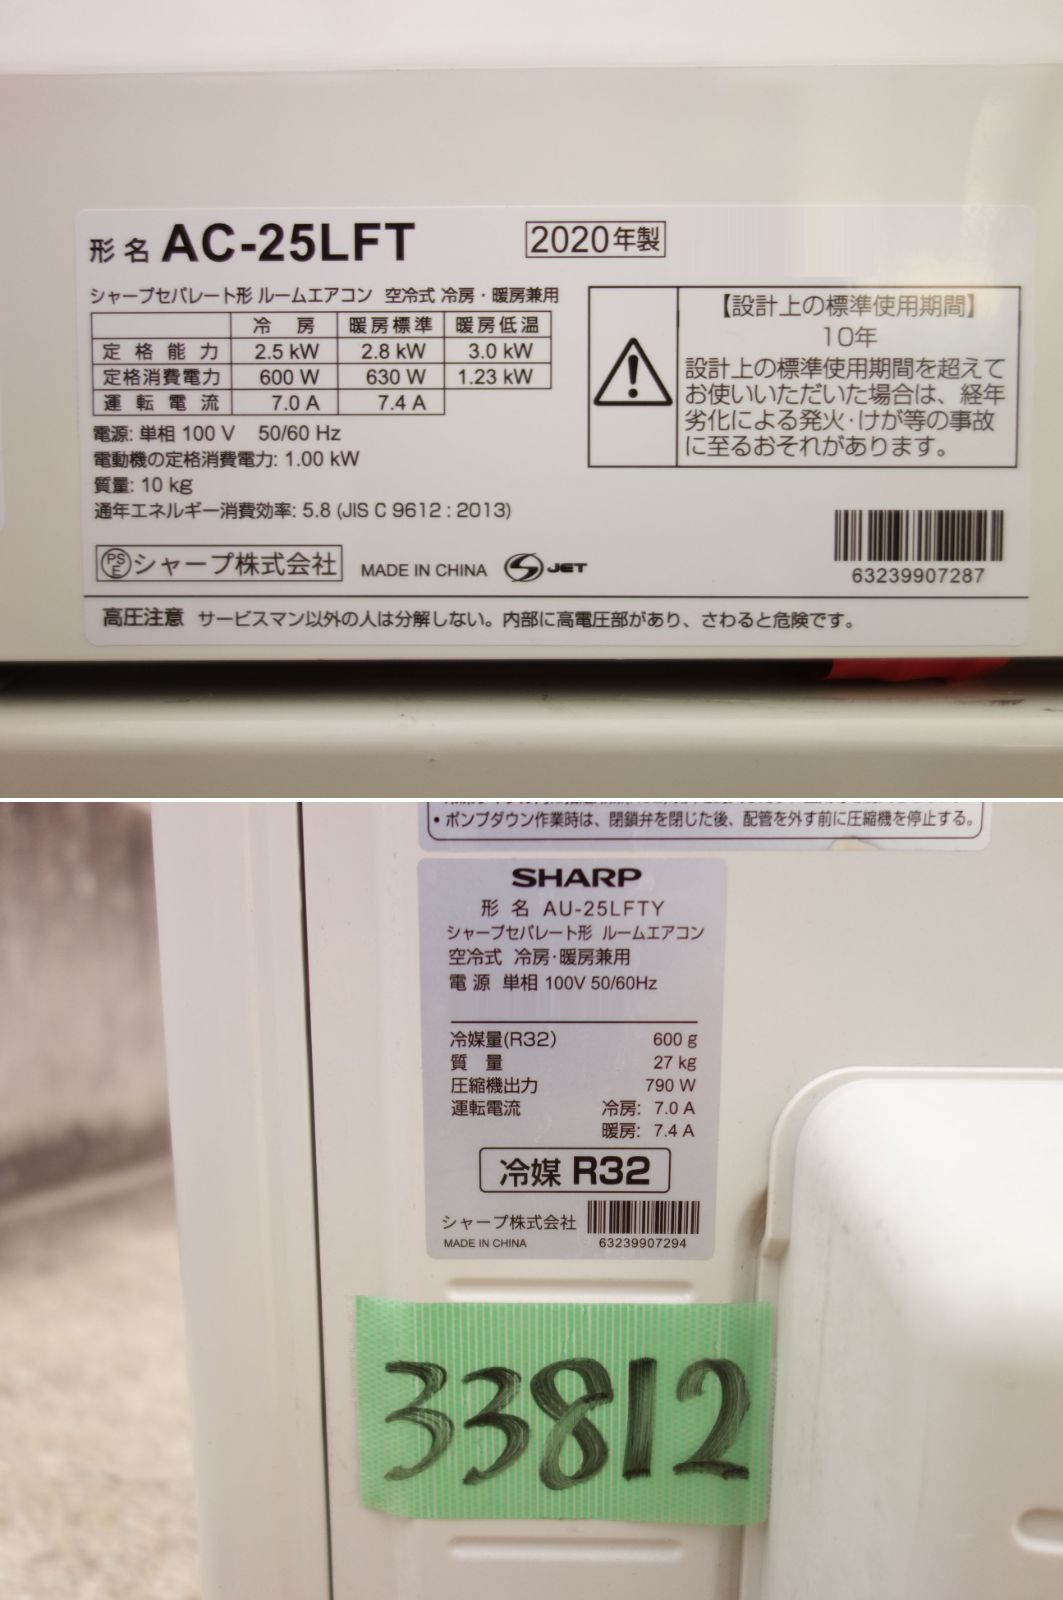 形名 AC-25LFT
2020年製
シャープセパレート形 ルームエアコン 空冷式 冷房・暖房兼用
冷 房 暖房標準 暖房低温
定格能力 2.5 kW 2.8 kW 3.0 kW
定格消費電力 600 W 630 W 1.23 kW
運転電流 7.0 A 7.4 A
電源: 単相 100 V 50/60 Hz
電動機の定格消費電力: 1.00 kW
質量: 10 kg
通年エネルギー消費効率: 5.8 (JIS C 9612 : 2013)
【設計上の標準使用期間】
10年
設計上の標準使用期間を超えて
お使いいただいた場合は、経年
劣化による発火・けが等の事故
に至るおそれがあります。
63239907287
PS
E
シャープ株式会社 MADE IN CHINA S JET
高圧注意 サービスマン以外の人は分解しない。内部に高電圧部があり、さわると危険です。
• ポンプダウン作業時は、閉鎖弁を閉じた後、配管を外す前に圧縮機を停止する。
SHARP
形 名 AU-25LFTY
シャープセパレート形 ルームエアコン
空冷式 冷房・暖房兼用
電 源 単相 100V 50/60Hz
冷媒量(R32) 600 g
質 量 27 kg
圧縮機出力 790 W
運転電流 冷房: 7.0 A
暖房: 7.4 A
冷媒 R32
シャープ株式会社
MADE IN CHINA 63239907294
33812